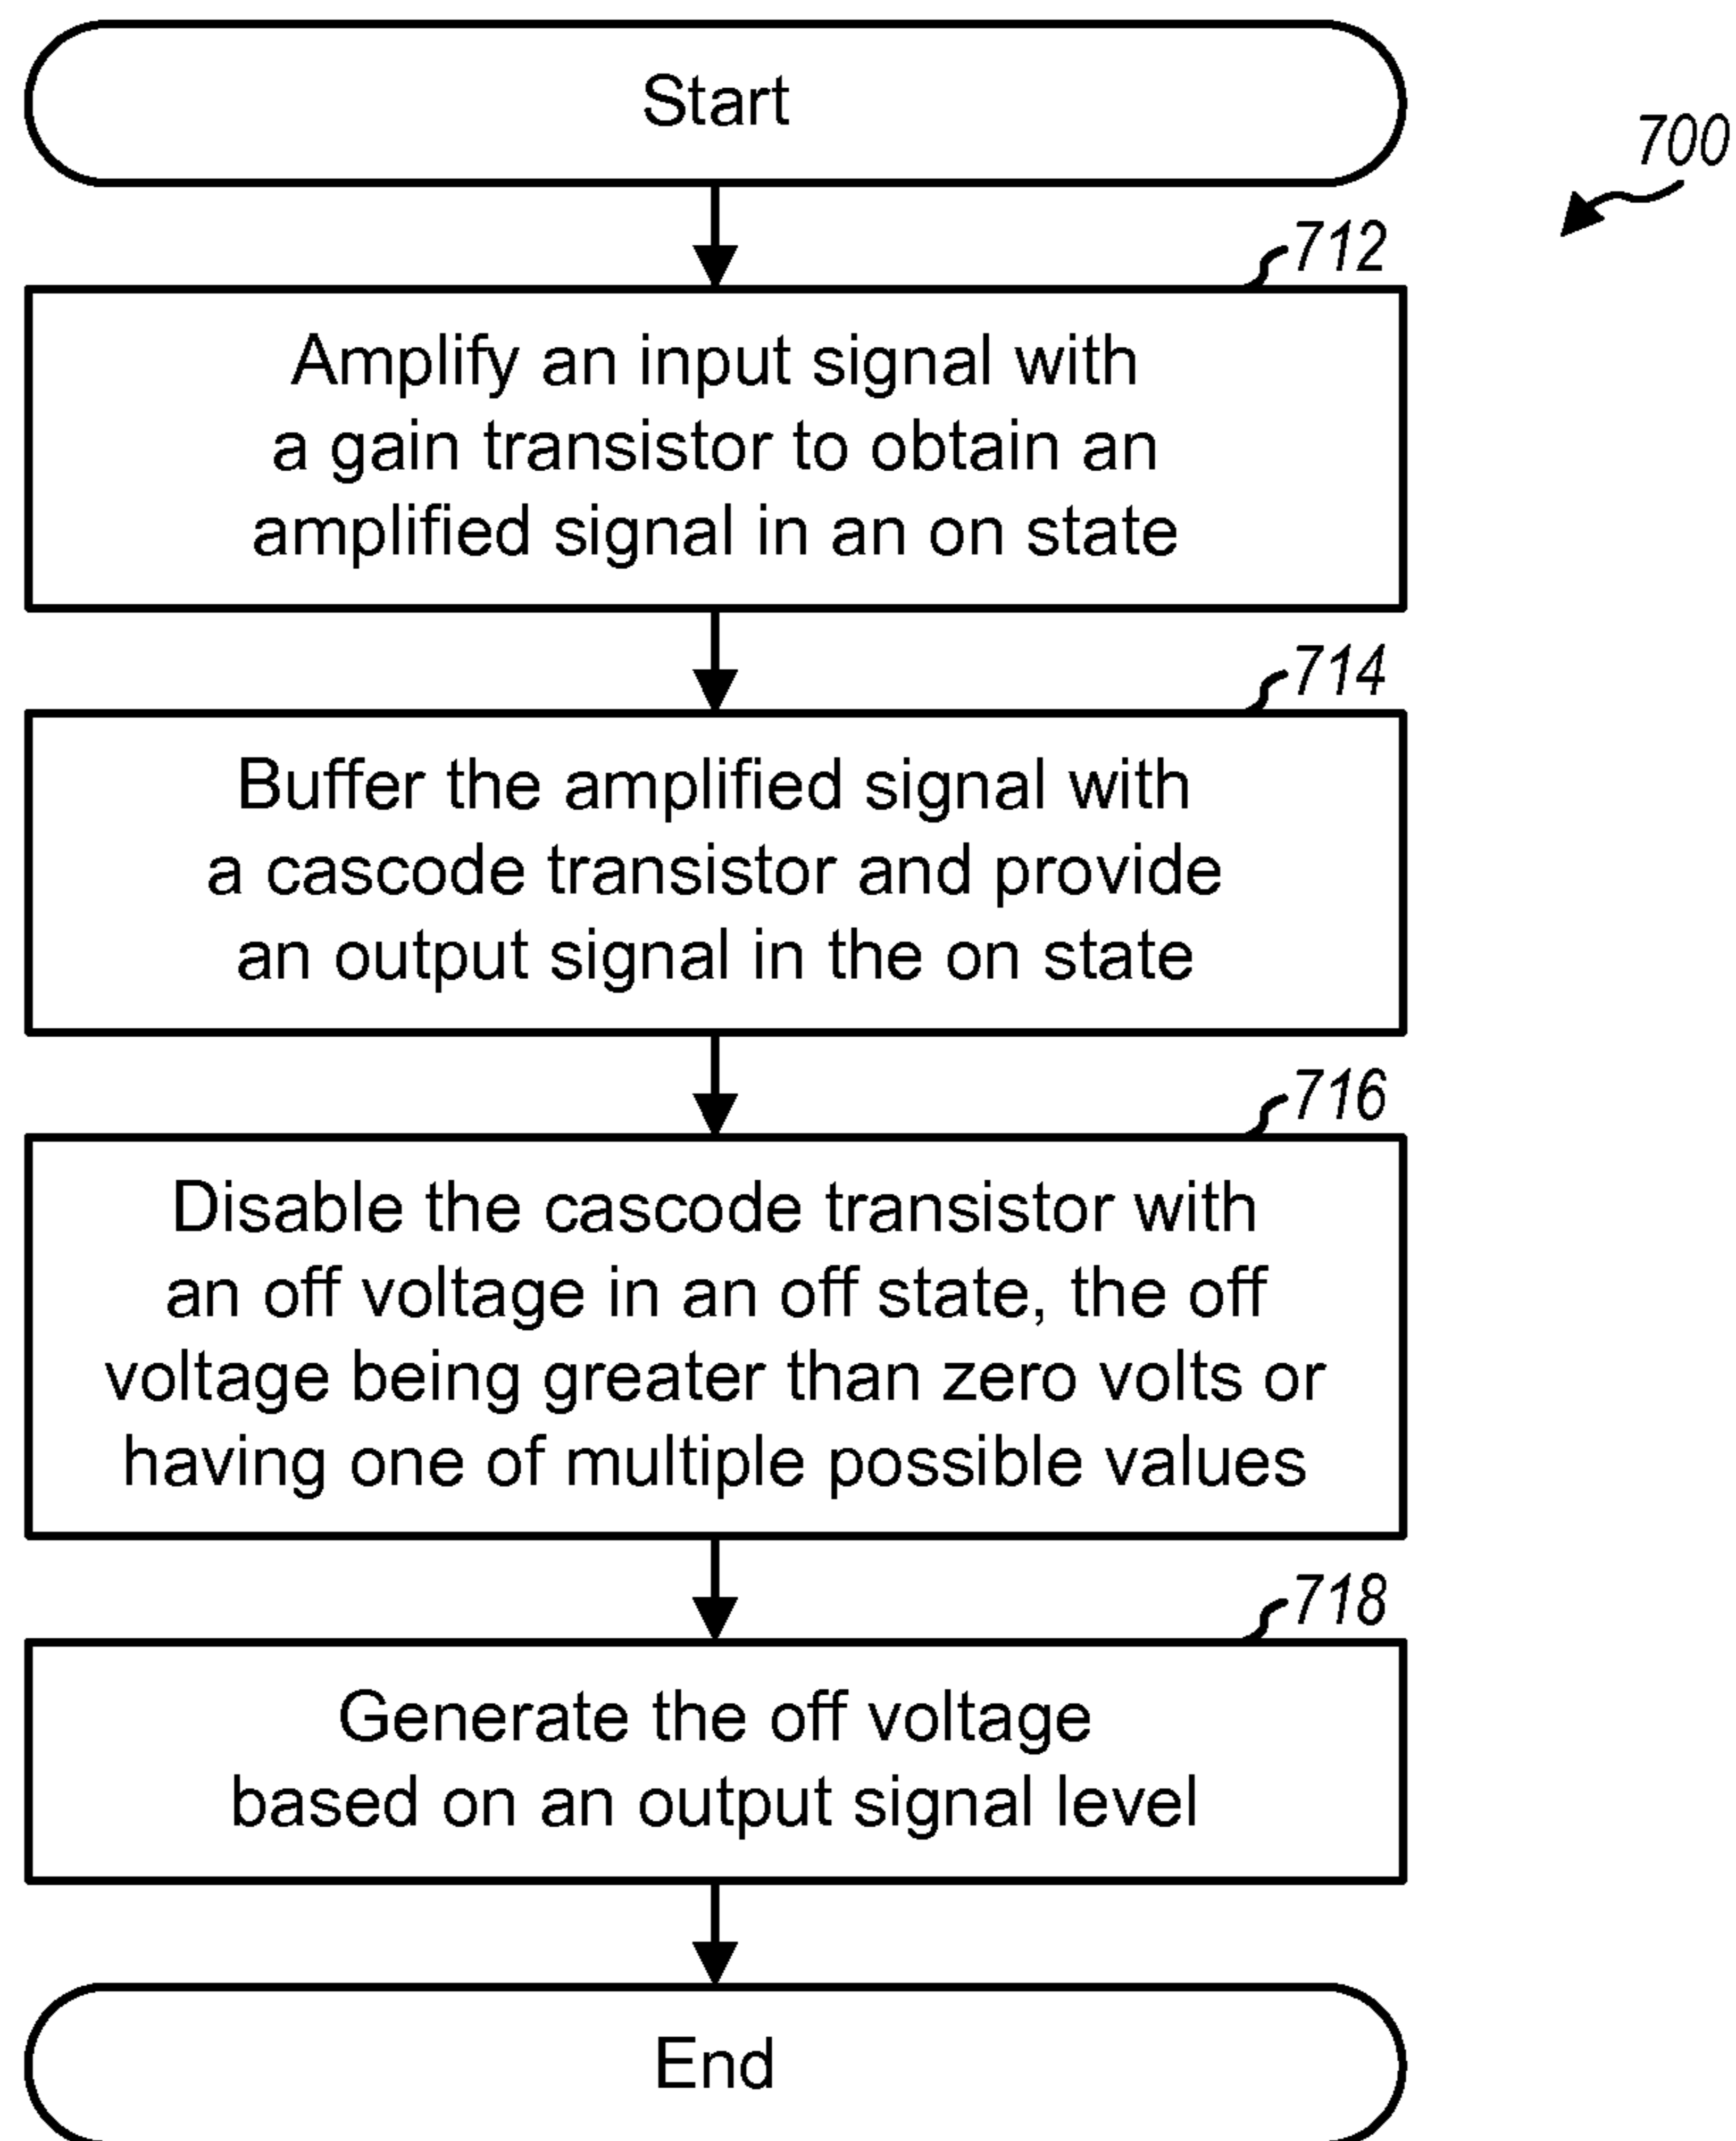 Start
700
712
Amplify an input signal with
a gain transistor to obtain an
amplified signal in an on state
714
Buffer the amplified signal with
a cascode transistor and provide
an output signal in the on state
716
Disable the cascode transistor with
an off voltage in an off state, the off
voltage being greater than zero volts or
having one of multiple possible values
718
Generate the off voltage
based on an output signal level
End